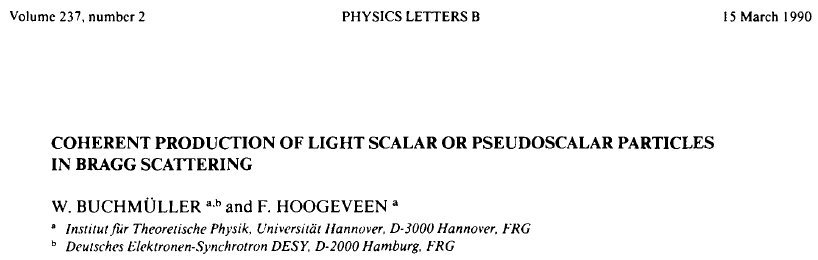 Volume 237, number 2 PHYSICS LETTERS B 15 March 1990
COHERENT PRODUCTION OF LIGHT SCALAR OR PSEUDOSCALAR PARTICLES
IN BRAGG SCATTERING
W. BUCHMÜLLER a,b and F. HOOGEVEEN a
a Institut für Theoretische Physik, Universität Hannover, D-3000 Hannover, FRG
b Deutsches Elektronen-Synchrotron DESY, D-2000 Hamburg, FRG